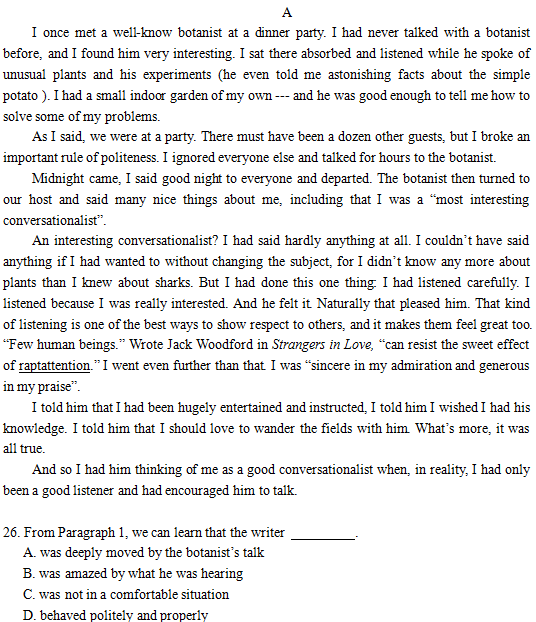 A
I once met a well-know botanist at a dinner party. I had never talked with a botanist
before, and I found him very interesting. I sat there absorbed and listened while he spoke of
unusual plants and his experiments (he even told me astonishing facts about the simple
potato ). I had a small indoor garden of my own --- and he was good enough to tell me how to
solve some of my problems.
As I said, we were at a party. There must have been a dozen other guests, but I broke an
important rule of politeness. I ignored everyone else and talked for hours to the botanist.
Midnight came, I said good night to everyone and departed. The botanist then turned to
our host and said many nice things about me, including that I was a “most interesting
conversationalist”.
An interesting conversationalist? I had said hardly anything at all. I couldn’t have said
anything if I had wanted to without changing the subject, for I didn’t know any more about
plants than I knew about sharks. But I had done this one thing: I had listened carefully. I
listened because I was really interested. And he felt it. Naturally that pleased him. That kind
of listening is one of the best ways to show respect to others, and it makes them feel great too.
“Few human beings.” Wrote Jack Woodford in Strangers in Love, “can resist the sweet effect
of raptattention.” I went even further than that. I was “sincere in my admiration and generous
in my praise”.
I told him that I had been hugely entertained and instructed, I told him I wished I had his
knowledge. I told him that I should love to wander the fields with him. What’s more, it was
all true.
And so I had him thinking of me as a good conversationalist when, in reality, I had only
been a good listener and had encouraged him to talk.
26. From Paragraph 1, we can learn that the writer __________.
A. was deeply moved by the botanist’s talk
B. was amazed by what he was hearing
C. was not in a comfortable situation
D. behaved politely and properly